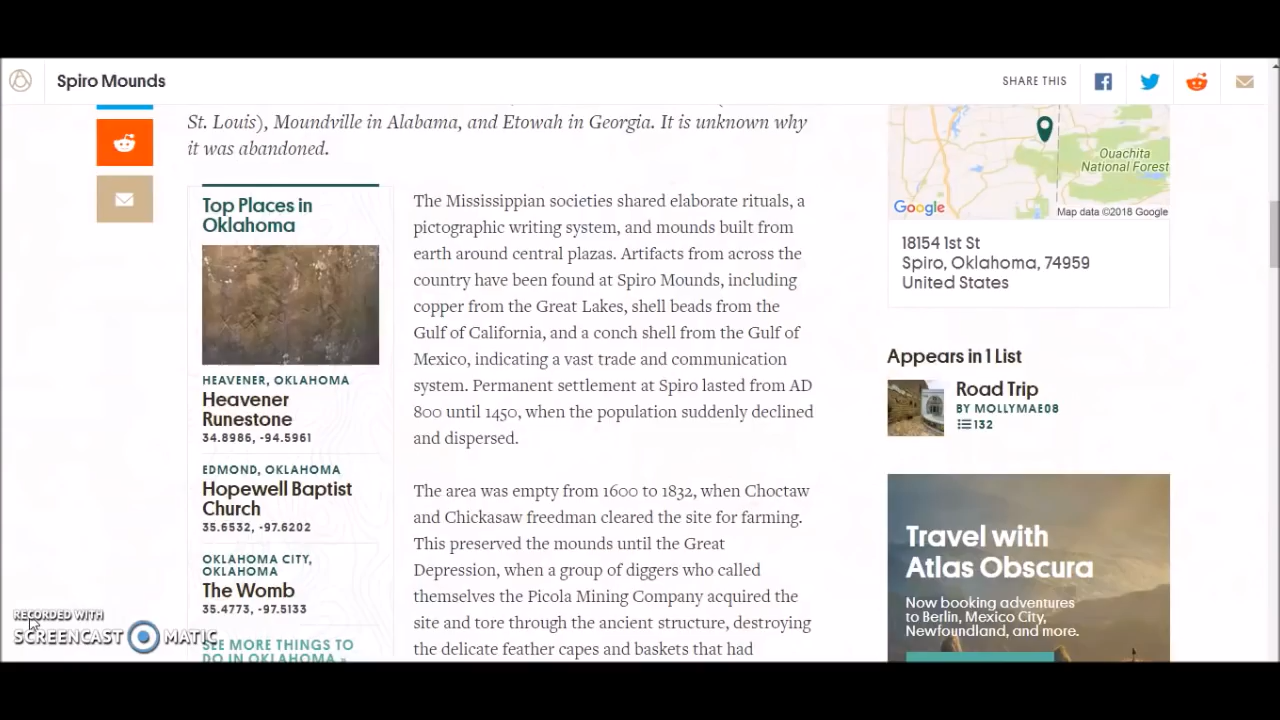 Spiro Mounds
SHARE THIS
St. Louis), Moundville in Alabama, and Etowah in Georgia. It is unknown why
it was abandoned.
Top Places in
Oklahoma
HEAVENER, OKLAHOMA
Heavener
Runestone
34.8986, -94.5961
EDMOND, OKLAHOMA
Hopewell Baptist
Church
35.6532, -97.6202
OKLAHOMA CITY,
OKLAHOMA
The Womb
35.4773, -97.5133
SEE MORE THINGS TO
DO IN OKLAHOMA »
The Mississippian societies shared elaborate rituals, a
pictographic writing system, and mounds built from
earth around central plazas. Artifacts from across the
country have been found at Spiro Mounds, including
copper from the Great Lakes, shell beads from the
Gulf of California, and a conch shell from the Gulf of
Mexico, indicating a vast trade and communication
system. Permanent settlement at Spiro lasted from AD
800 until 1450, when the population suddenly declined
and dispersed.
The area was empty from 1600 to 1832, when Choctaw
and Chickasaw freedman cleared the site for farming.
This preserved the mounds until the Great
Depression, when a group of diggers who called
themselves the Picola Mining Company acquired the
site and tore through the ancient structure, destroying
the delicate feather capes and baskets that had
Ouachita
National Forest
Google
Map data ©2018 Google
18154 1st St
Spiro, Oklahoma, 74959
United States
Appears in 1 List
Road Trip
BY MOLLYMAE08
132
Travel with
Atlas Obscura
Now booking adventures
to Berlin, Mexico City,
Newfoundland, and more.
RECORDED WITH
SCREENCAST MATIC